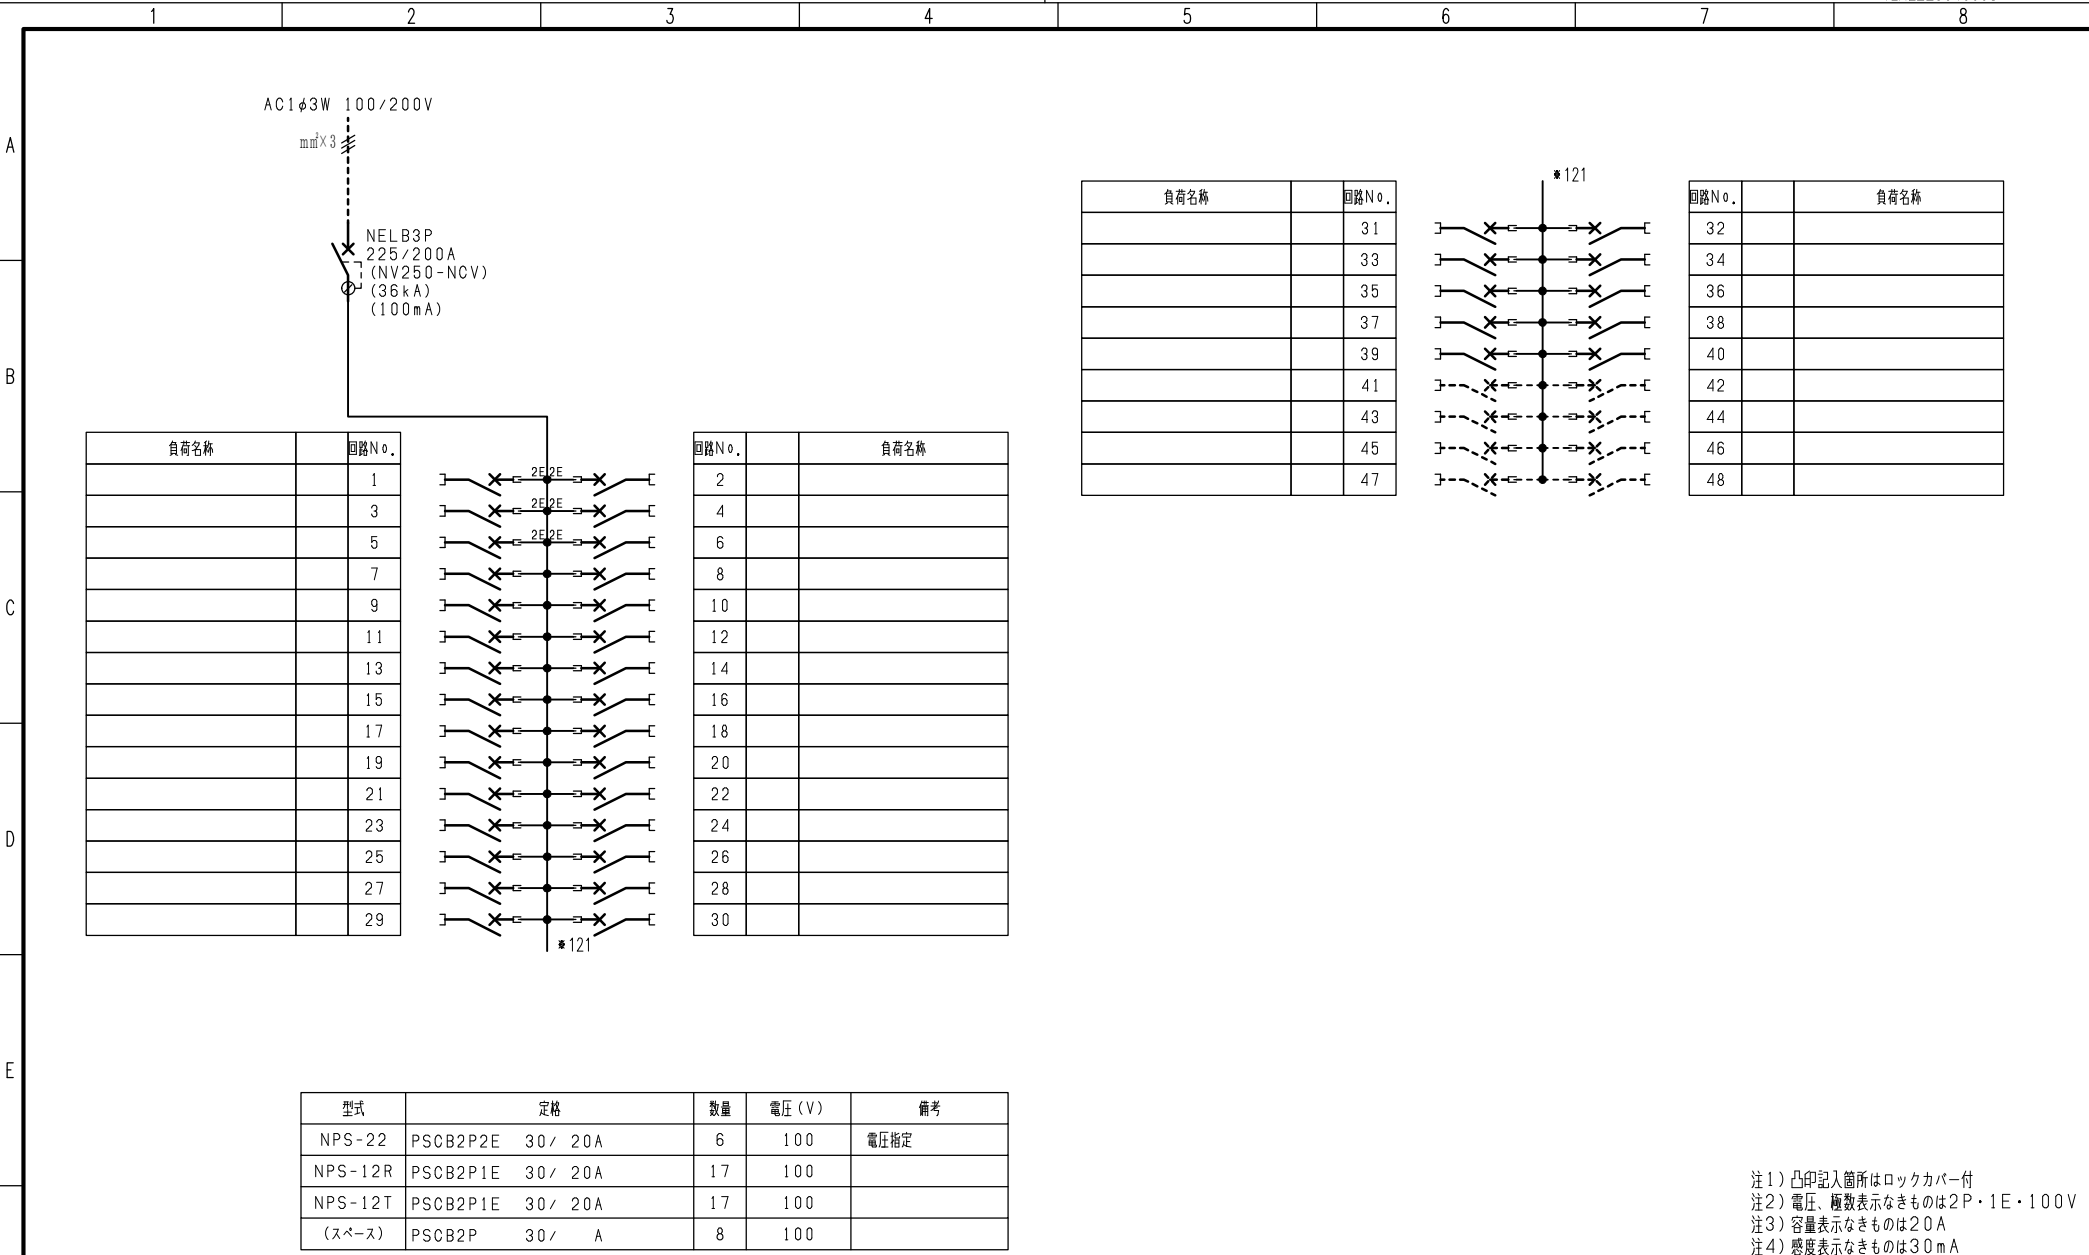 1 2 3 4 5 6 7 8
A
B
C
D
E
AC1φ3W 100/200V
mm²×3
NELB3P
225/200A
(NV250-NCV)
(36kA)
(100mA)
負荷名称 回路No.
1
3
5
7
9
11
13
15
17
19
21
23
25
27
29
2E 2E
2E 2E
2E 2E
*121
回路No. 負荷名称
2
4
6
8
10
12
14
16
18
20
22
24
26
28
30
負荷名称 回路No.
31
33
35
37
39
41
43
45
47
*121
回路No. 負荷名称
32
34
36
38
40
42
44
46
48
型式 定格 数量 電圧(V) 備考
NPS-22 PSCB2P2E 30/ 20A 6 100 電圧指定
NPS-12R PSCB2P1E 30/ 20A 17 100
NPS-12T PSCB2P1E 30/ 20A 17 100
(スペース) PSCB2P 30/ A 8 100
注1)凸印記入箇所はロックカバー付
注2)電圧、極数表示なきものは2P・1E・100V
注3)容量表示なきものは20A
注4)感度表示なきものは30mA